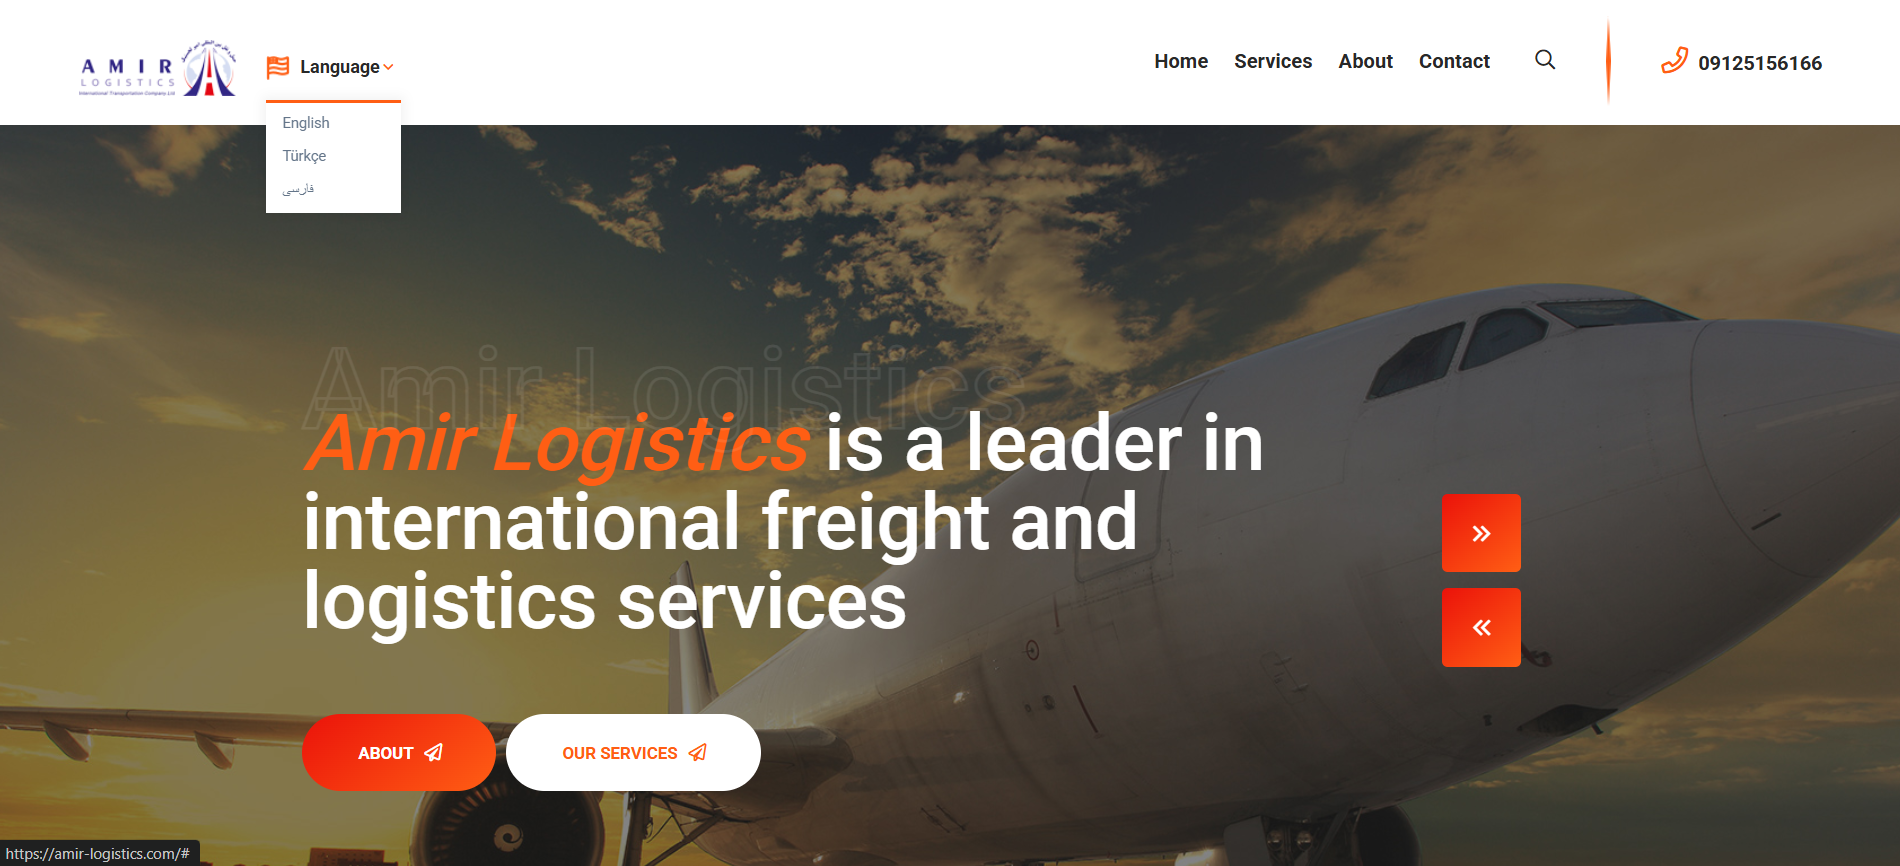 AMIR
LOGISTICS
International Transportation Company.Ltd
Language
English
Türkçe
فارسی
Home
Services
About
Contact
09125156166
Amir Logistics
Amir Logistics is a leader in
international freight and
logistics services
ABOUT
OUR SERVICES
https://amir-logistics.com/#